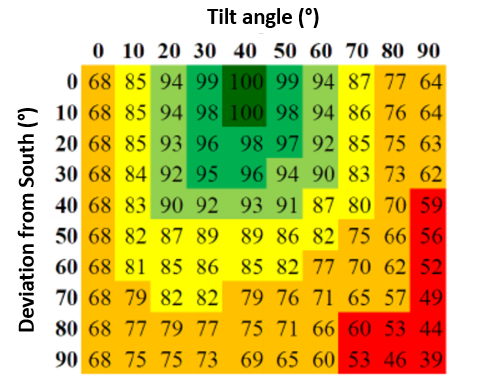 Tilt angle (°)
0 10 20 30 40 50 60 70 80 90
Deviation from South (°)
0 68 85 94 99 100 99 94 87 77 64
10 68 85 94 98 100 98 94 86 76 64
20 68 85 93 96 98 97 92 85 75 63
30 68 84 92 95 96 94 90 83 73 62
40 68 83 90 92 93 91 87 80 70 59
50 68 82 87 89 89 86 82 75 66 56
60 68 81 85 86 85 82 77 70 62 52
70 68 79 82 82 79 76 71 65 57 49
80 68 77 79 77 75 71 66 60 53 44
90 68 75 75 73 69 65 60 53 46 39